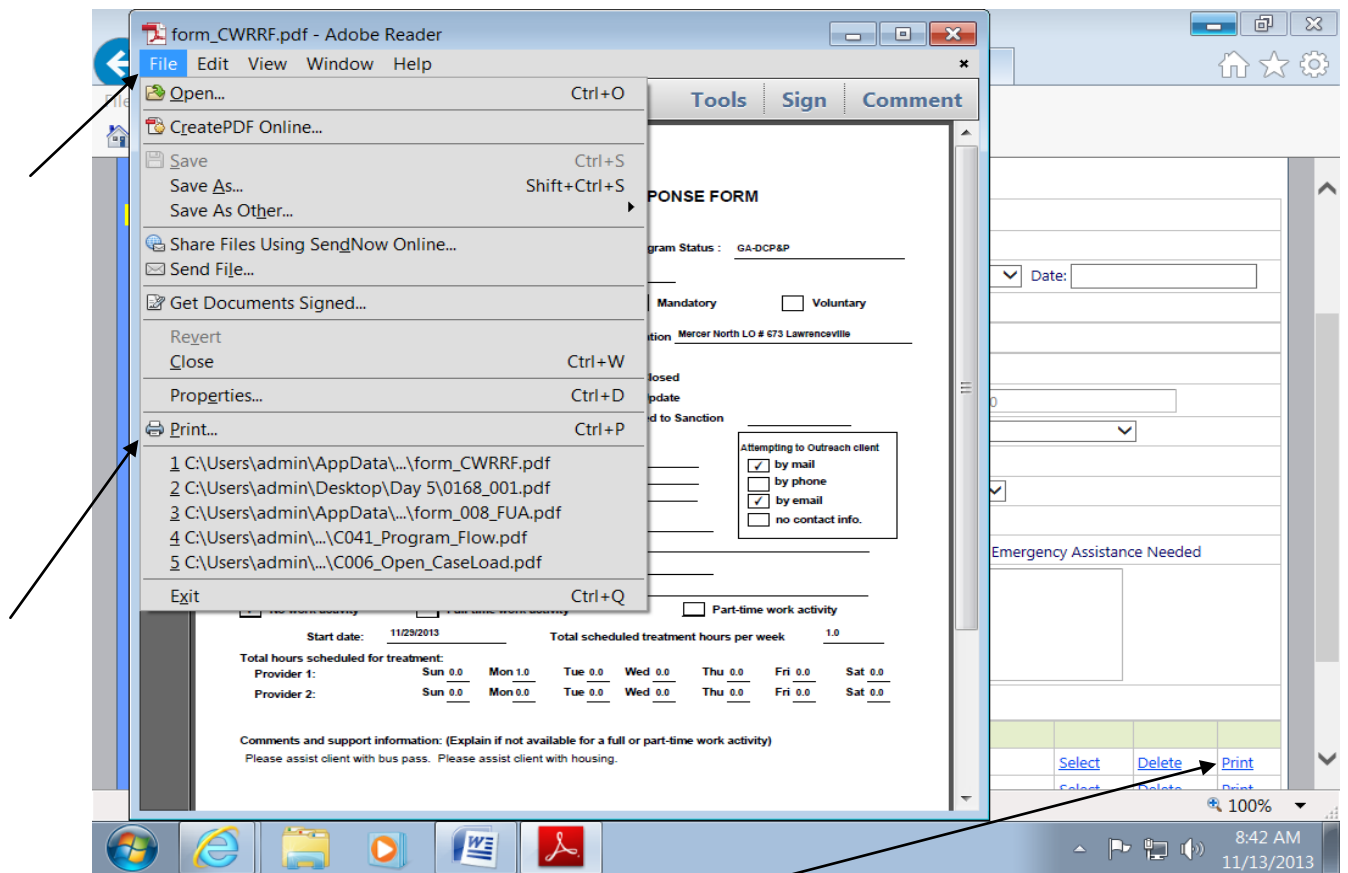 form_CWRRF.pdf - Adobe Reader
File Edit View Window Help
Open... Ctrl+O
Tools Sign Comment
CreatePDF Online...
Save Ctrl+S
Save As... Shift+Ctrl+S
PONSE FORM
Save As Other...
Share Files Using SendNow Online...
gram Status : GA-DCP&P
Send File...
Date:
Get Documents Signed...
Mandatory Voluntary
Revert
Mercer North LO # 673 Lawrenceville
Close Ctrl+W
losed
Properties... Ctrl+D
pdate
0
d to Sanction
Print... Ctrl+P
Attempting to Outreach client
1 C:\Users\admin\AppData\...\form_CWRRF.pdf
by mail
2 C:\Users\admin\Desktop\Day 5\0168_001.pdf
by phone
3 C:\Users\admin\AppData\...\form_008_FUA.pdf
by email
4 C:\Users\admin\...\C041_Program_Flow.pdf
no contact info.
5 C:\Users\admin\...\C006_Open_CaseLoad.pdf
Emergency Assistance Needed
Exit Ctrl+Q
Part-time work activity
Start date: 11/29/2013 Total scheduled treatment hours per week 1.0
Total hours scheduled for treatment:
Provider 1: Sun 0.0 Mon 1.0 Tue 0.0 Wed 0.0 Thu 0.0 Fri 0.0 Sat 0.0
Provider 2: Sun 0.0 Mon 0.0 Tue 0.0 Wed 0.0 Thu 0.0 Fri 0.0 Sat 0.0
Comments and support information: (Explain if not available for a full or part-time work activity)
Please assist client with bus pass. Please assist client with housing.
Select Delete Print
100%
8:42 AM
11/13/2013